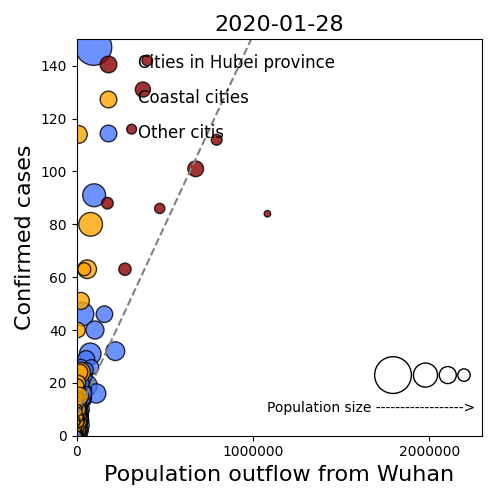 2020-01-28
Cities in Hubei province
Coastal cities
Other citis
Confirmed cases
140
120
100
80
60
40
20
0
Population size ------------------->
0
1000000
2000000
Population outflow from Wuhan